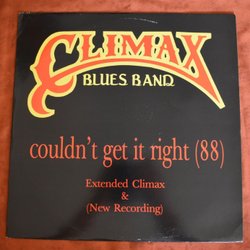 CLIMAX
BLUES BAND
couldn't get it right (88)
Extended Climax
&
(New Recording)